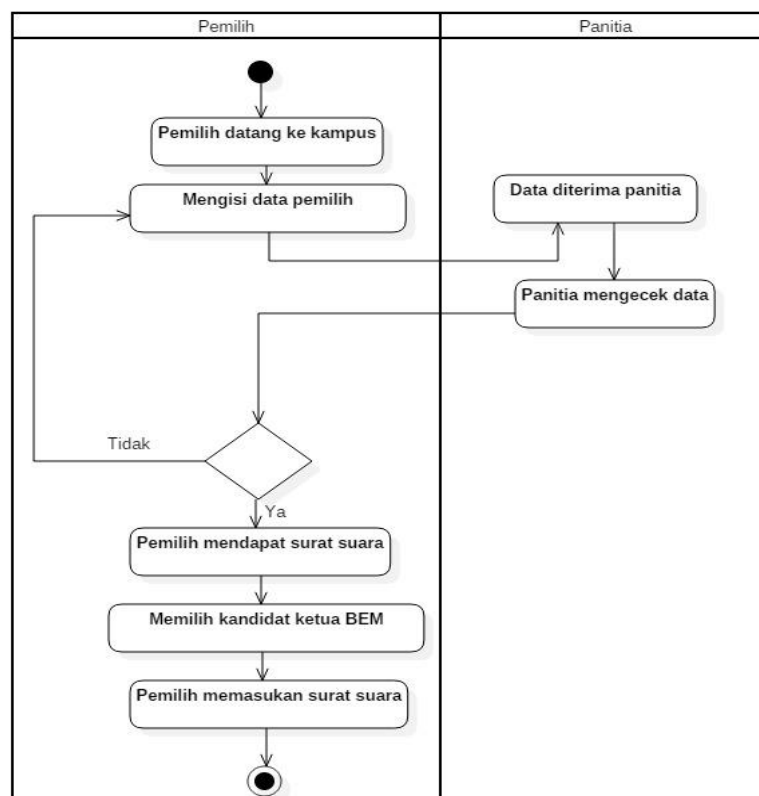 Pemilih
Panitia
Pemilih datang ke kampus
Mengisi data pemilih
Data diterima panitia
Panitia mengecek data
Tidak
Ya
Pemilih mendapat surat suara
Memilih kandidat ketua BEM
Pemilih memasukan surat suara